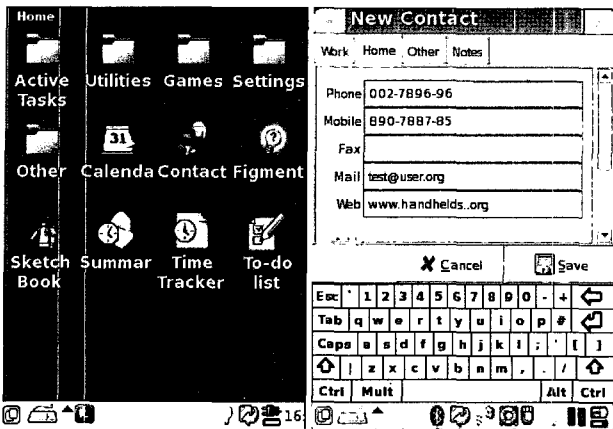 Home
Active Tasks
Utilities
Games
Settings
Other
31
Calenda
Contact
Figment
Sketch Book
Summar
Time Tracker
To-do list
16:
New Contact
Work Home Other Notes
Phone 002-7896-96
Mobile 890-7887-85
Fax
Mail test@user.org
Web www.handhelds..org
Cancel Save
Esc ` 1 2 3 4 5 6 7 8 9 0 - +
Tab q w e r t y u i o p #
Caps a s d f g h j k l ; ' [ ]
| z x c v b n m , . /
Ctrl Mult Alt Ctrl